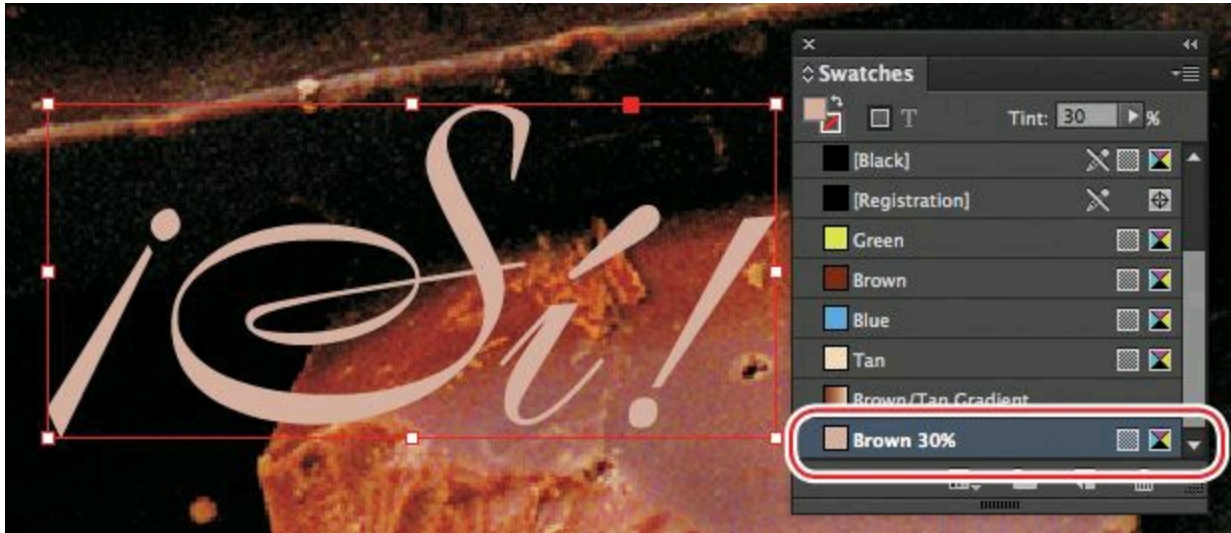 ¡Sí!
Swatches
T Tint: 30 %
[Black]
[Registration]
Green
Brown
Blue
Tan
Brown/Tan Gradient
Brown 30%